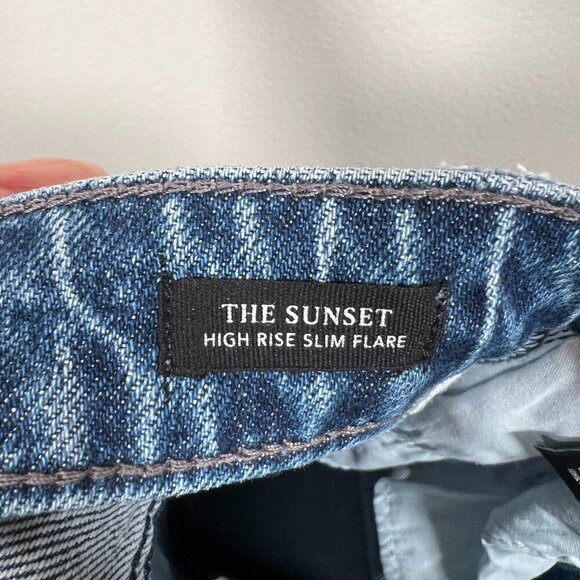 THE SUNSET
HIGH RISE SLIM FLARE